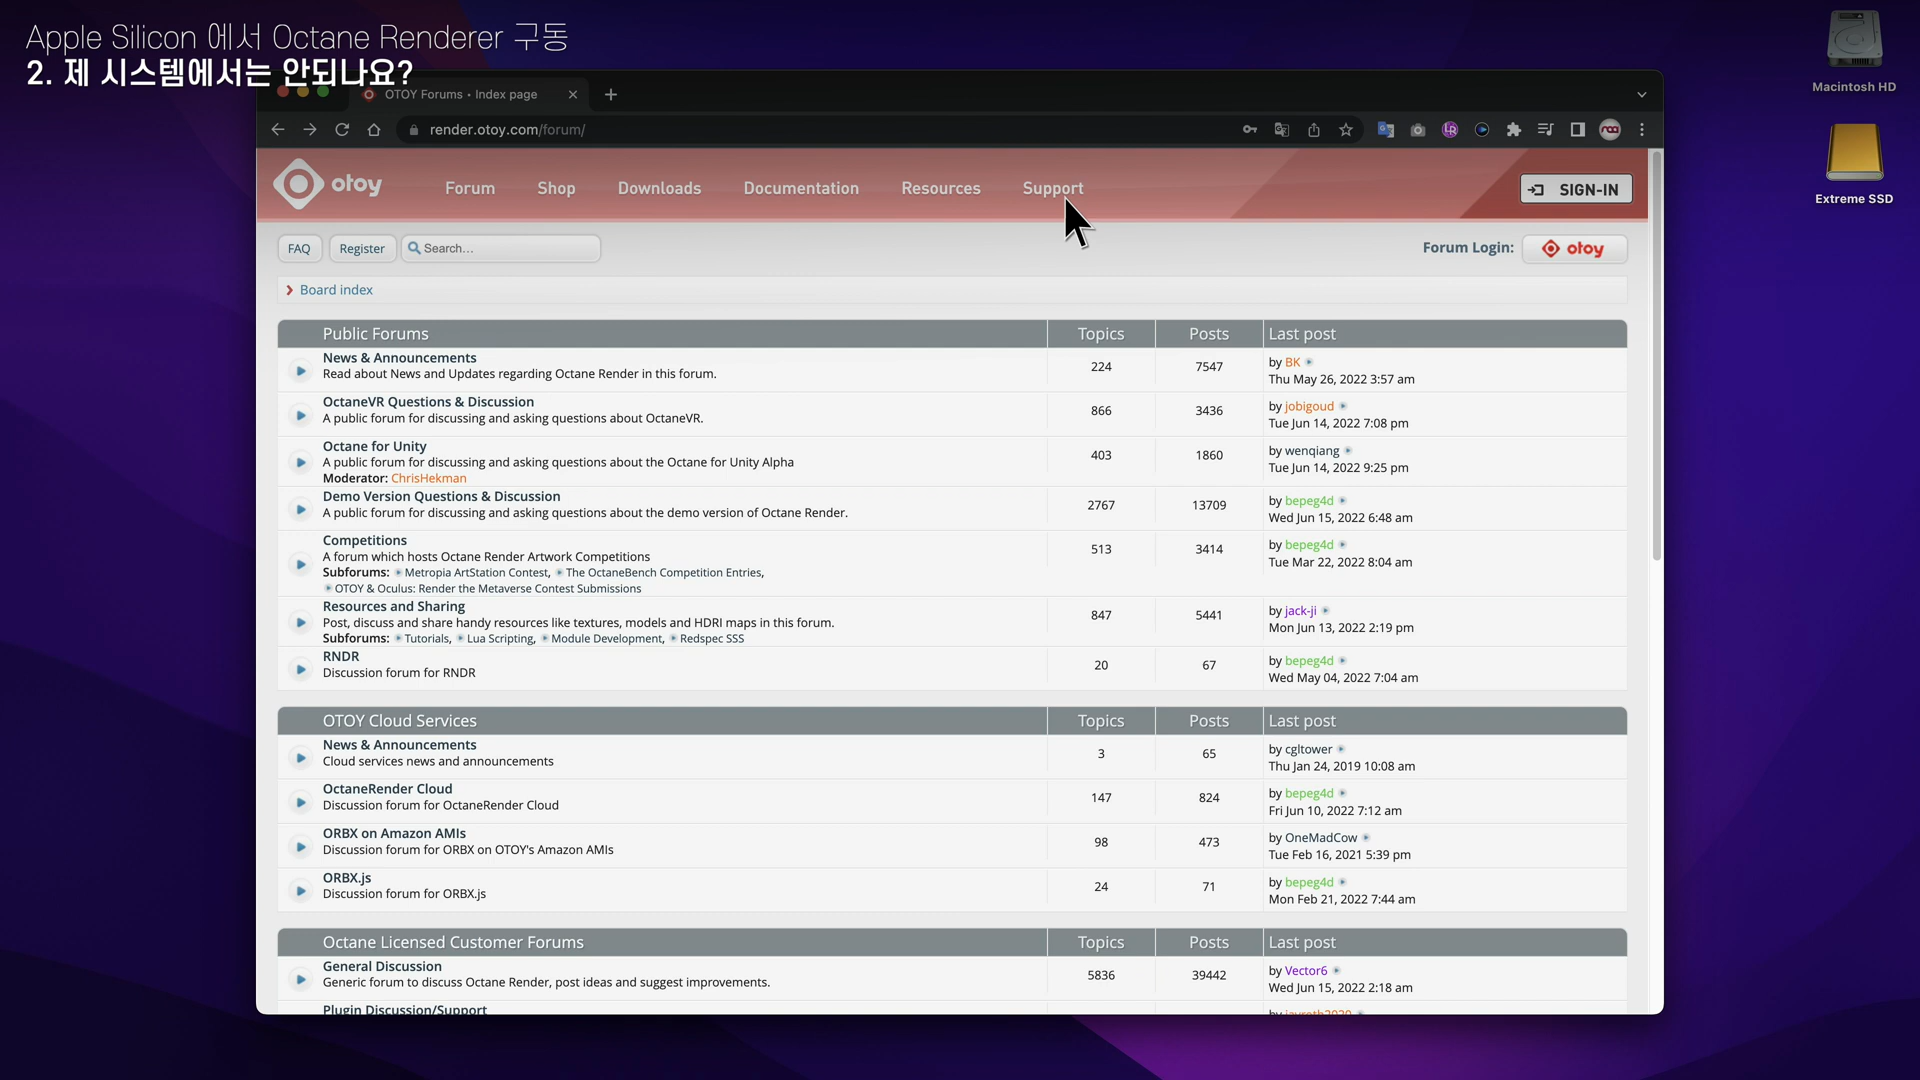 Apple Silicon 에서 Octane Renderer 구동
2. 제 시스템에서는 안되나요?
Macintosh HD
Extreme SSD
OTOY Forums • Index page
render.otoy.com/forum/
otoy
Forum
Shop
Downloads
Documentation
Resources
Support
SIGN-IN
FAQ
Register
Search…
Forum Login:
otoy
Board index
Public Forums Topics Posts Last post
News & Announcements
Read about News and Updates regarding Octane Render in this forum.
224
7547
by BK
Thu May 26, 2022 3:57 am
OctaneVR Questions & Discussion
A public forum for discussing and asking questions about OctaneVR.
866
3436
by jobigoud
Tue Jun 14, 2022 7:08 pm
Octane for Unity
A public forum for discussing and asking questions about the Octane for Unity Alpha
Moderator: ChrisHekman
403
1860
by wenqiang
Tue Jun 14, 2022 9:25 pm
Demo Version Questions & Discussion
A public forum for discussing and asking questions about the demo version of Octane Render.
2767
13709
by bepeg4d
Wed Jun 15, 2022 6:48 am
Competitions
A forum which hosts Octane Render Artwork Competitions
Subforums: Metropia ArtStation Contest, The OctaneBench Competition Entries,
OTOY & Oculus: Render the Metaverse Contest Submissions
513
3414
by bepeg4d
Tue Mar 22, 2022 8:04 am
Resources and Sharing
Post, discuss and share handy resources like textures, models and HDRI maps in this forum.
Subforums: Tutorials, Lua Scripting, Module Development, Redspec SSS
847
5441
by jack-ji
Mon Jun 13, 2022 2:19 pm
RNDR
Discussion forum for RNDR
20
67
by bepeg4d
Wed May 04, 2022 7:04 am
OTOY Cloud Services Topics Posts Last post
News & Announcements
Cloud services news and announcements
3
65
by cgltower
Thu Jan 24, 2019 10:08 am
OctaneRender Cloud
Discussion forum for OctaneRender Cloud
147
824
by bepeg4d
Fri Jun 10, 2022 7:12 am
ORBX on Amazon AMIs
Discussion forum for ORBX on OTOY's Amazon AMIs
98
473
by OneMadCow
Tue Feb 16, 2021 5:39 pm
ORBX.js
Discussion forum for ORBX.js
24
71
by bepeg4d
Mon Feb 21, 2022 7:44 am
Octane Licensed Customer Forums Topics Posts Last post
General Discussion
Generic forum to discuss Octane Render, post ideas and suggest improvements.
5836
39442
by Vector6
Wed Jun 15, 2022 2:18 am
Plugin Discussion/Support